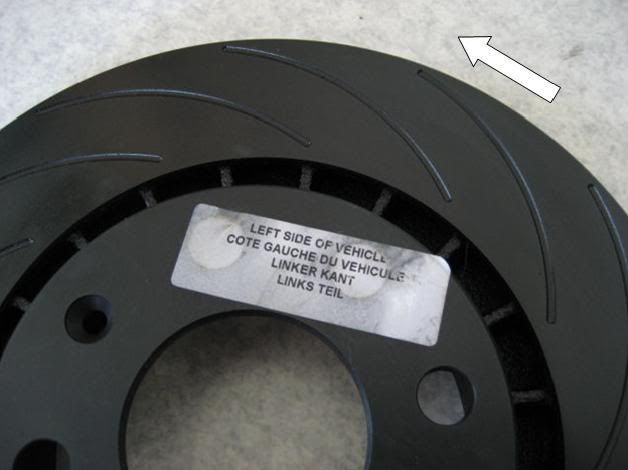 LEFT SIDE OF VEHICLE
COTE GAUCHE DU VEHICULE
LINKER KANT
LINKS TEIL